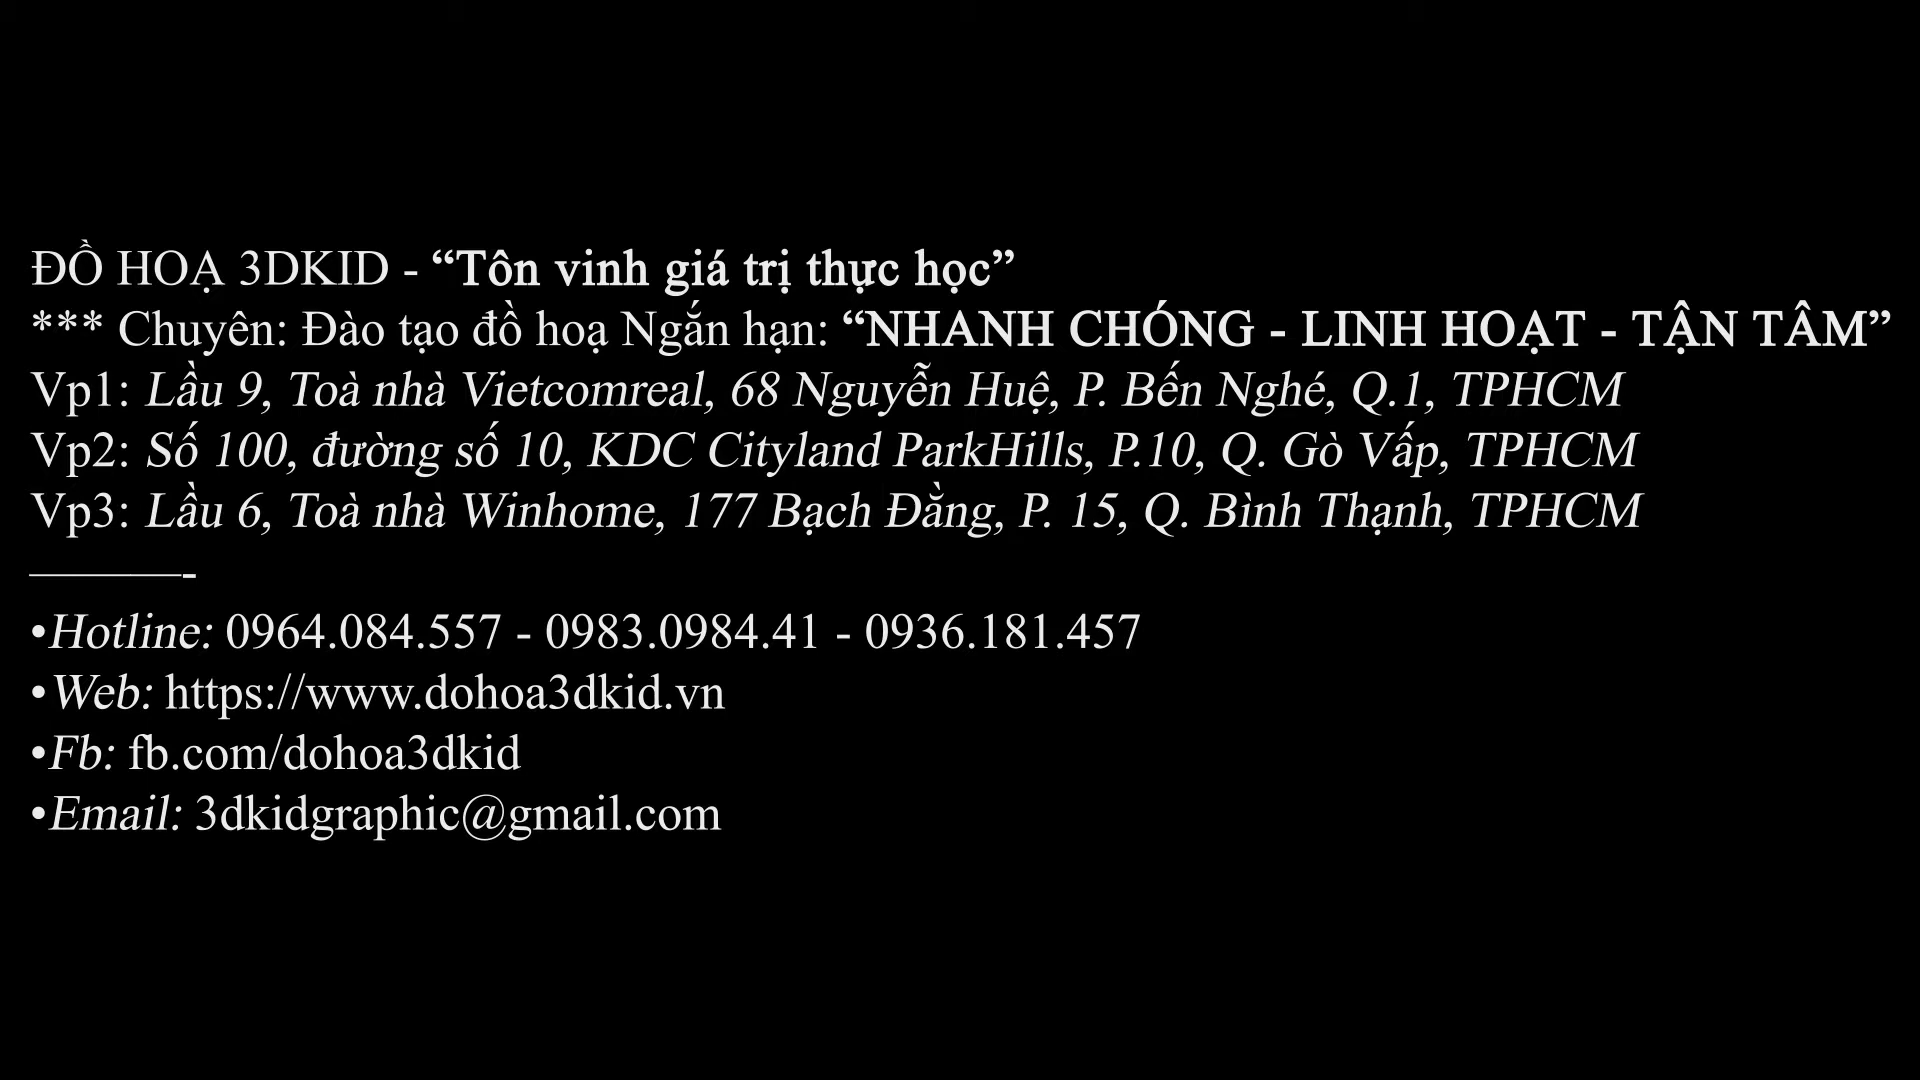 ĐỒ HOẠ 3DKID - “Tôn vinh giá trị thực học”
*** Chuyên: Đào tạo đồ hoạ Ngắn hạn: “NHANH CHÓNG - LINH HOẠT - TẬN TÂM”
Vp1: Lầu 9, Toà nhà Vietcomreal, 68 Nguyễn Huệ, P. Bến Nghé, Q.1, TPHCM
Vp2: Số 100, đường số 10, KDC Cityland ParkHills, P.10, Q. Gò Vấp, TPHCM
Vp3: Lầu 6, Toà nhà Winhome, 177 Bạch Đằng, P. 15, Q. Bình Thạnh, TPHCM
———-
•Hotline: 0964.084.557 - 0983.0984.41 - 0936.181.457
•Web: https://www.dohoa3dkid.vn
•Fb: fb.com/dohoa3dkid
•Email: 3dkidgraphic@gmail.com